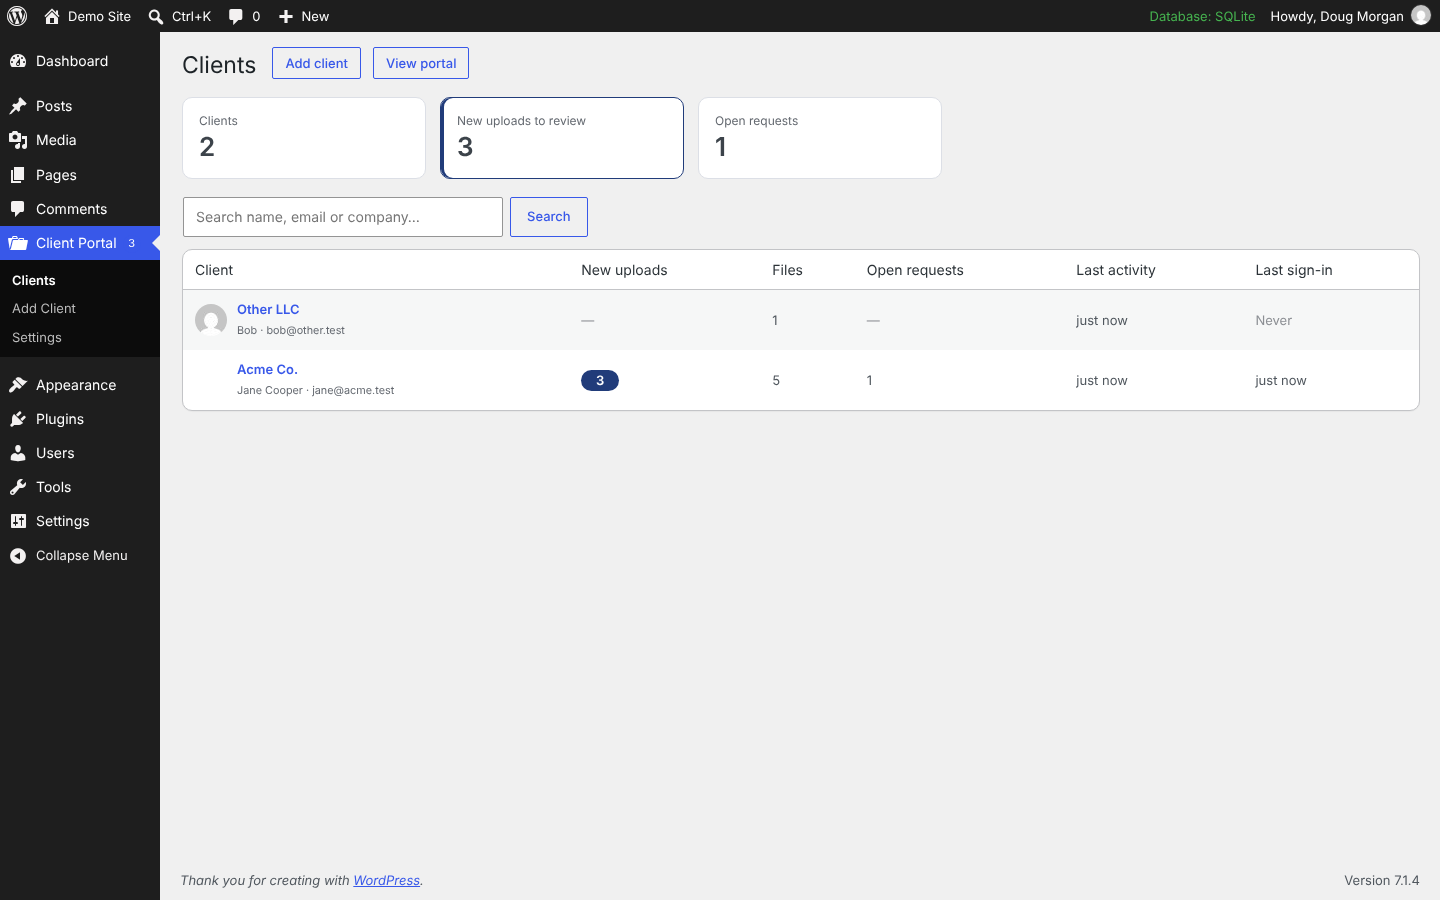 Demo Site
Ctrl+K
0
New
Database: SQLite
Howdy, Doug Morgan
Dashboard
Posts
Media
Pages
Comments
Client Portal 3
Clients
Add Client
Settings
Appearance
Plugins
Users
Tools
Settings
Collapse Menu
Clients
Add client
View portal
Clients
2
New uploads to review
3
Open requests
1
Search name, email or company...
Search
Client New uploads Files Open requests Last activity Last sign-in
Other LLC
Bob · bob@other.test
— 1 — just now Never
Acme Co.
Jane Cooper · jane@acme.test
3 5 1 just now just now
Thank you for creating with WordPress.
Version 7.1.4